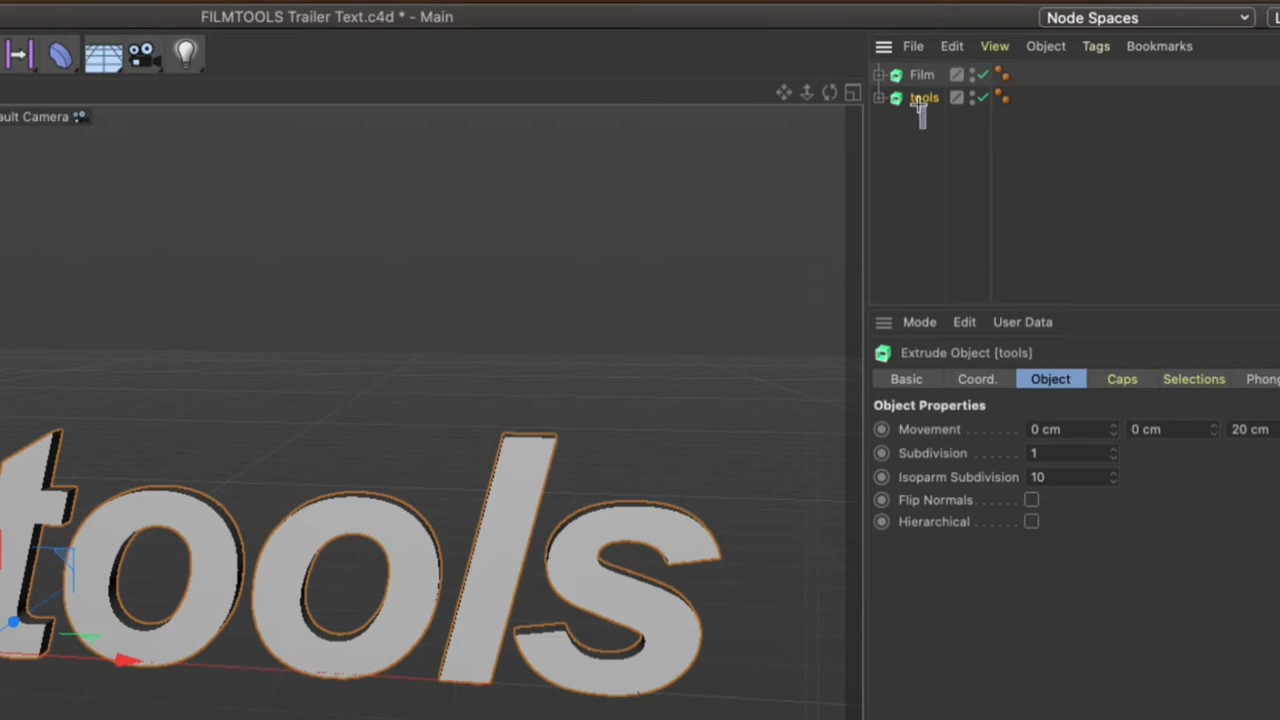 FILMTOOLS Trailer Text.c4d * - Main
Node Spaces
File Edit View Object Tags Bookmarks
Film
tools
ault Camera
Mode Edit User Data
Extrude Object [tools]
Basic Coord. Object Caps Selections Phong
Object Properties
Movement . . . . . . . 0 cm 0 cm 20 cm
Subdivision . . . . . . 1
Isoparm Subdivision 10
Flip Normals . . . . .
Hierarchical . . . . . .
tools